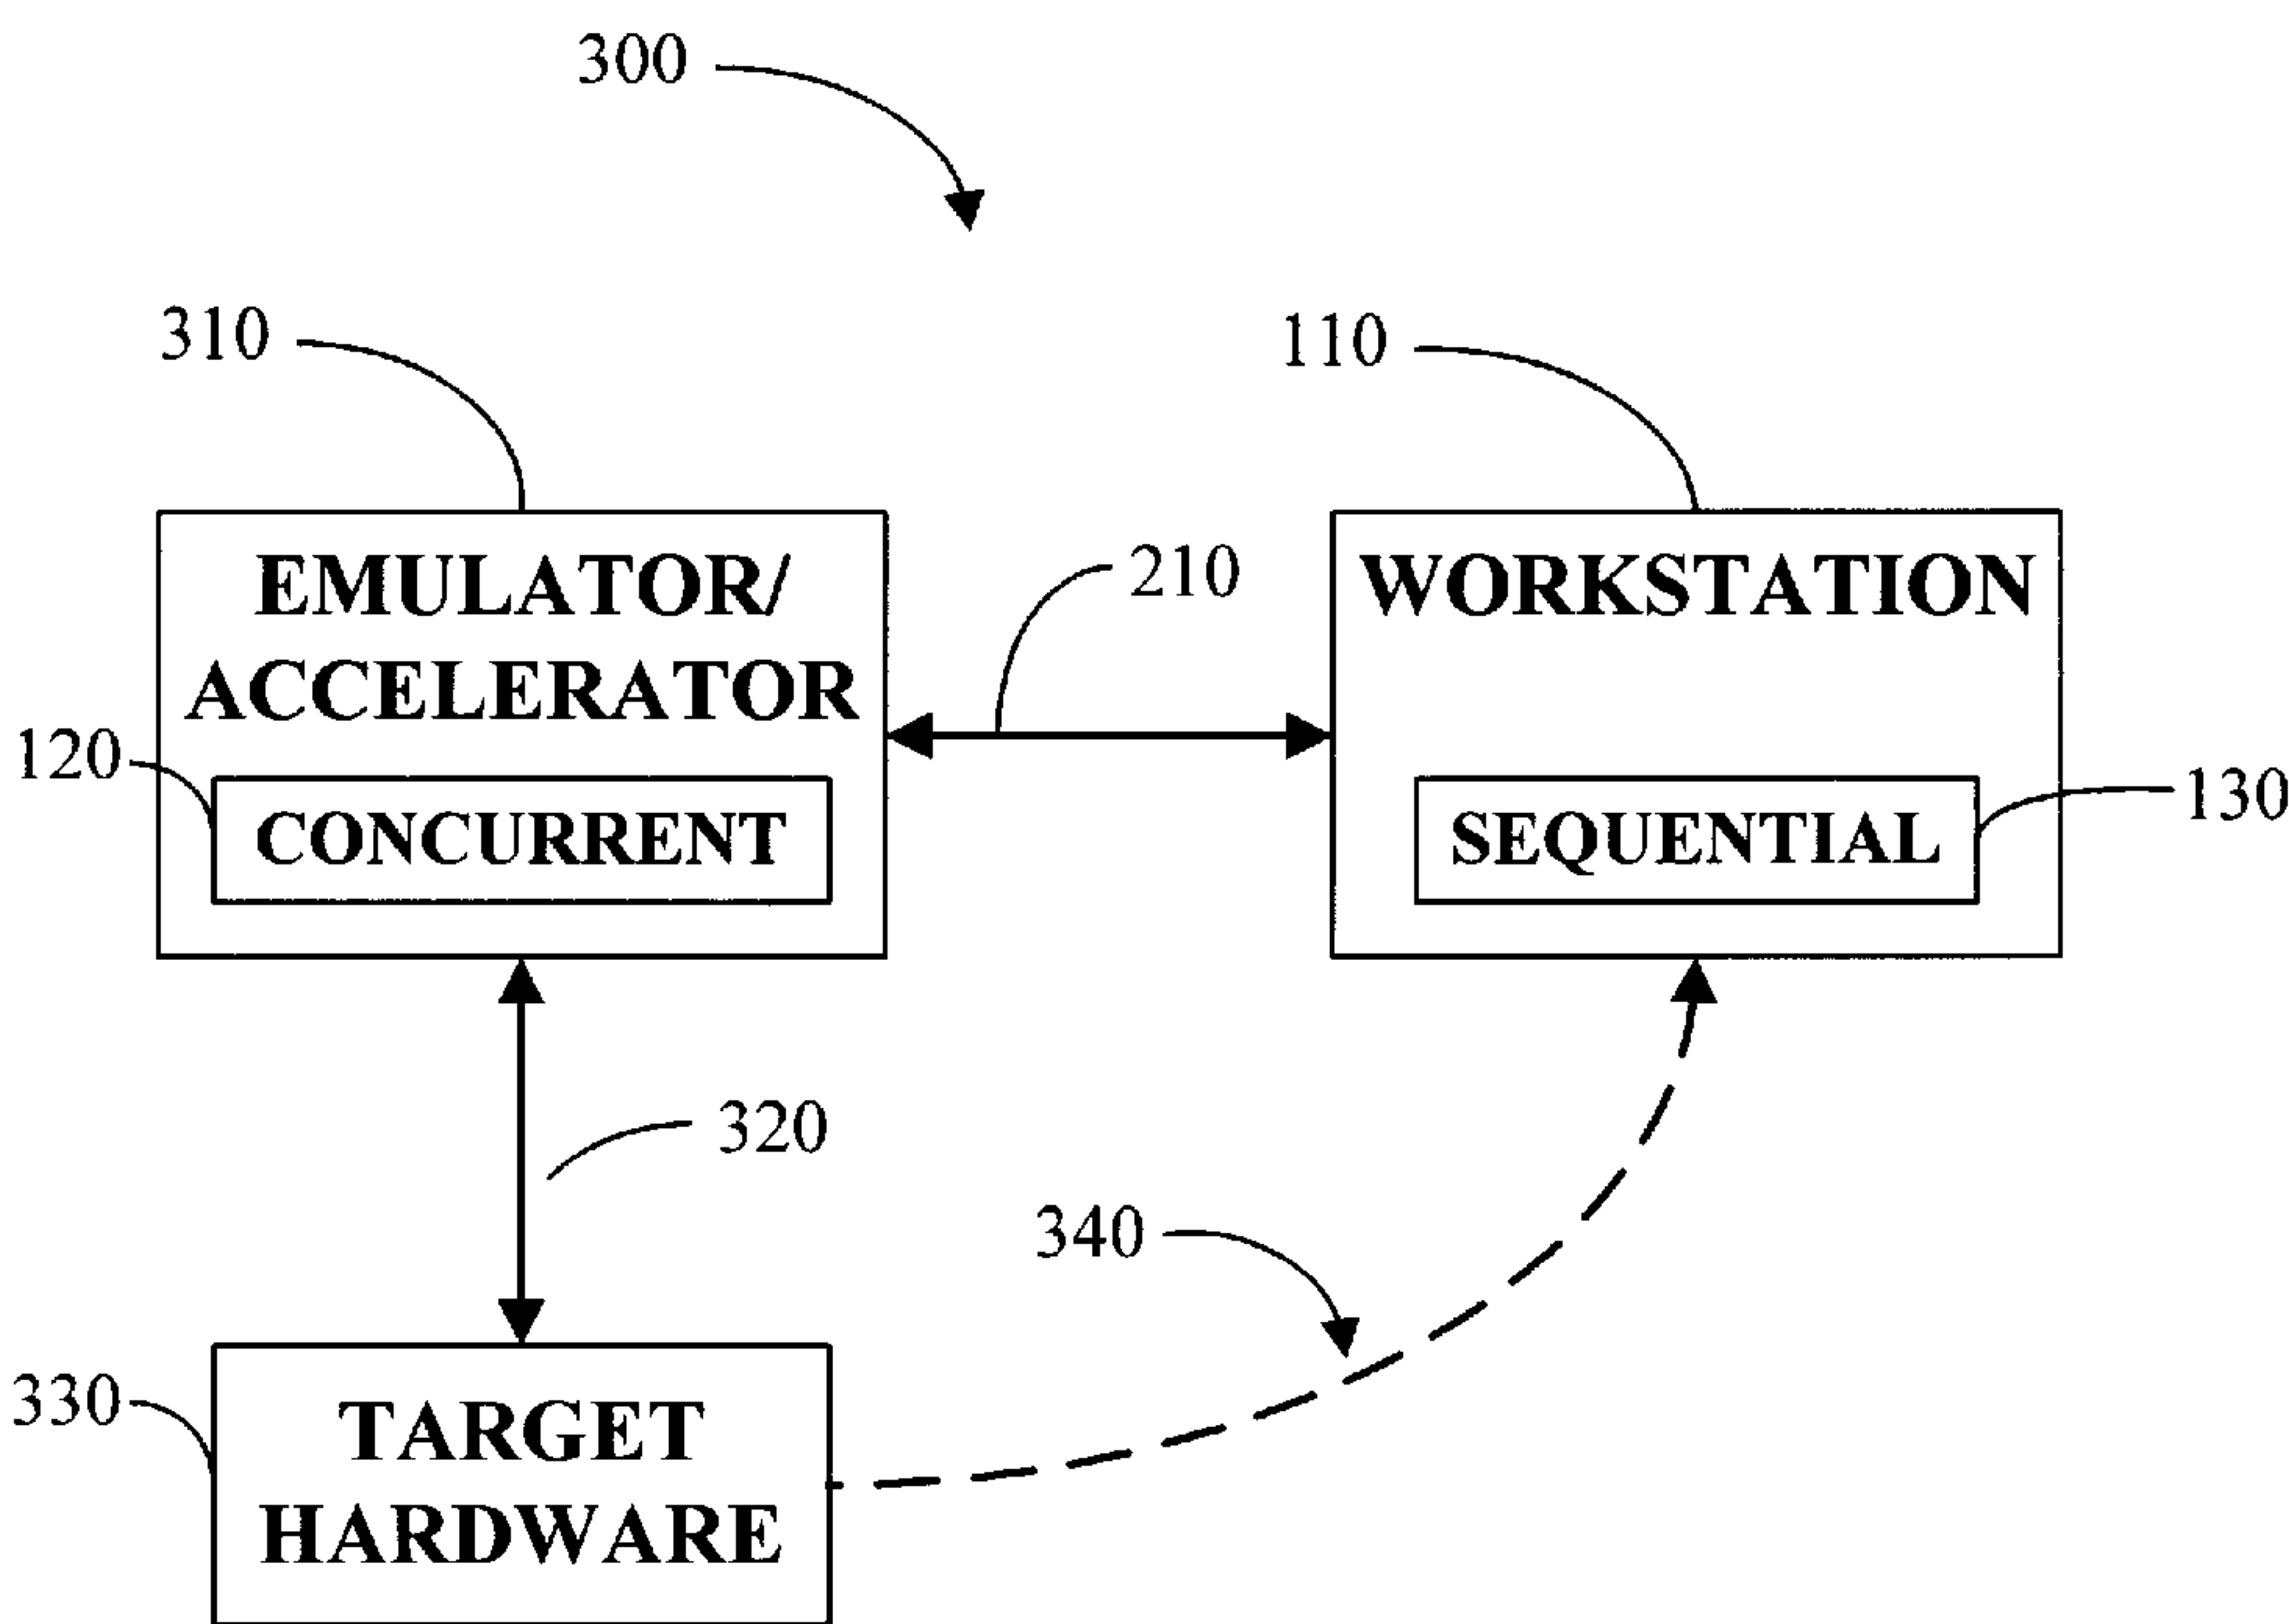 300
310
110
EMULATOR/
ACCELERATOR
210
WORKSTATION
120
CONCURRENT
SEQUENTIAL
130
320
340
330
TARGET
HARDWARE